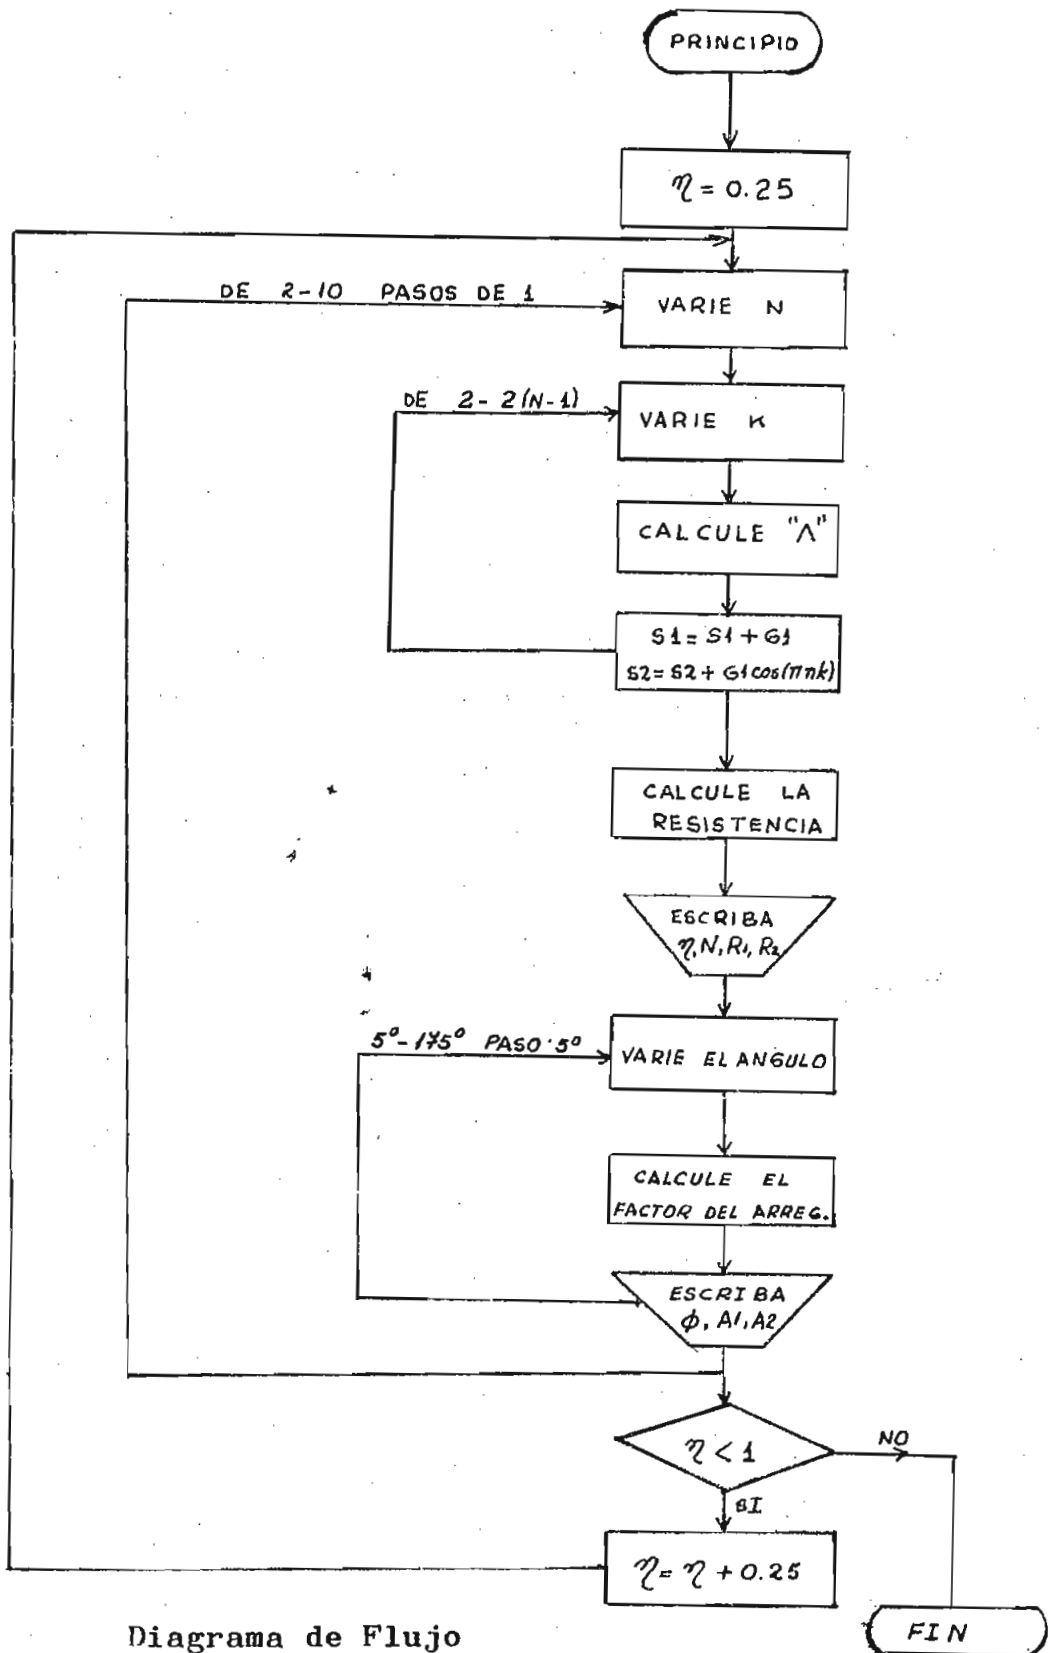 PRINCIPIO
η = 0.25
DE 2-10 PASOS DE 1
VARIE N
DE 2 - 2(N-1)
VARIE K
CALCULE "Λ"
S1 = S1 + G1
S2 = S2 + G1 cos(πnk)
CALCULE LA
RESISTENCIA
ESCRIBA
η, N, R1, R2
5° - 175° PASO 5°
VARIE EL ANGULO
CALCULE EL
FACTOR DEL ARREG.
ESCRIBA
ϕ, A1, A2
η < 1
NO
SI
η = η + 0.25
FIN
Diagrama de Flujo